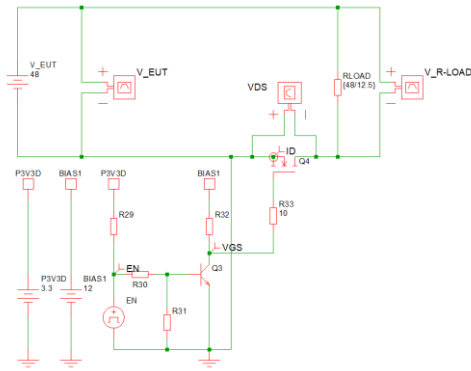 V_EUT
48
V_EUT
VDS
RLOAD
{48/12.5}
V_R-LOAD
ID
Q4
P3V3D
BIAS1
P3V3D
BIAS1
R29
R32
R33
10
VGS
EN
R30
Q3
P3V3D
3.3
BIAS1
12
EN
R31